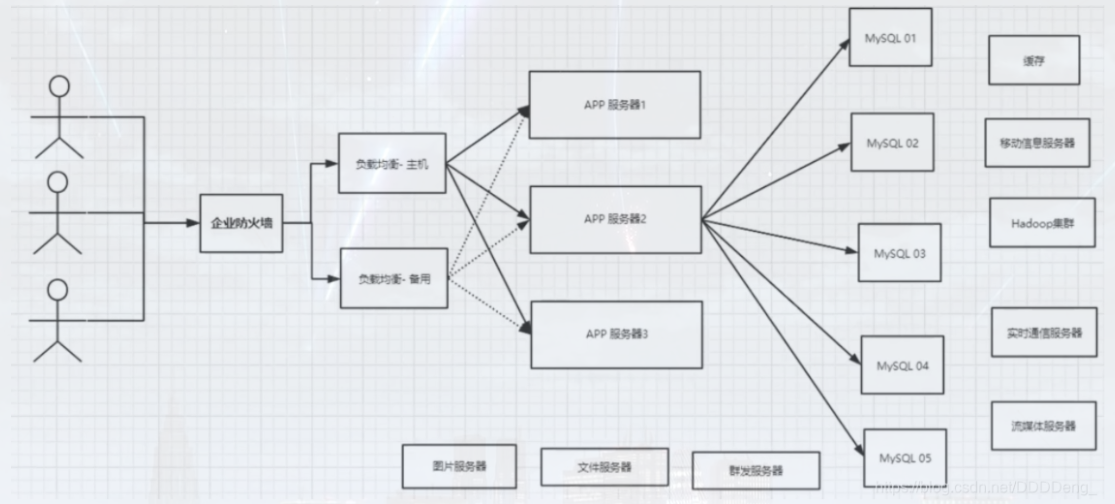 企业防火墙
负载均衡- 主机
负载均衡- 备用
APP 服务器1
APP 服务器2
APP 服务器3
MySQL 01
MySQL 02
MySQL 03
MySQL 04
MySQL 05
缓存
移动信息服务器
Hadoop集群
实时通信服务器
流媒体服务器
图片服务器
文件服务器
群发服务器
https://blog.csdn.net/DDDDeng_